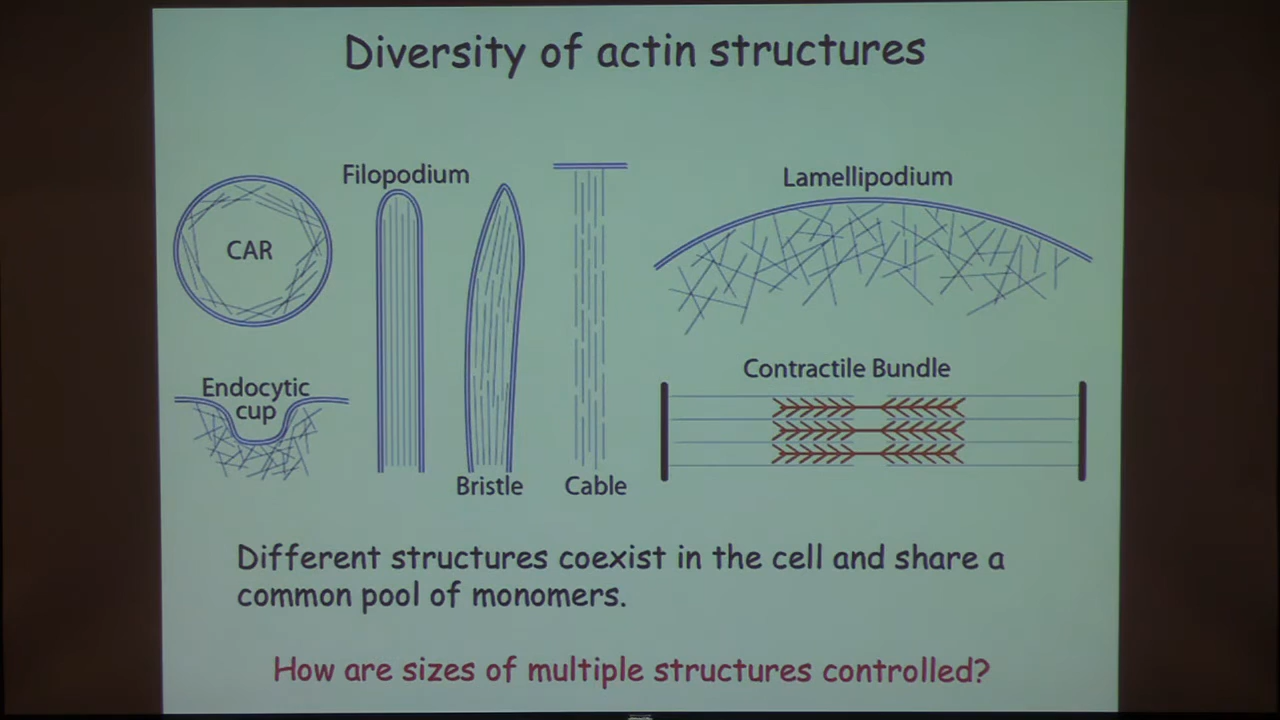 Diversity of actin structures
Filopodium
Lamellipodium
CAR
Contractile Bundle
Endocytic
cup
Bristle
Cable
Different structures coexist in the cell and share a
common pool of monomers.
How are sizes of multiple structures controlled?